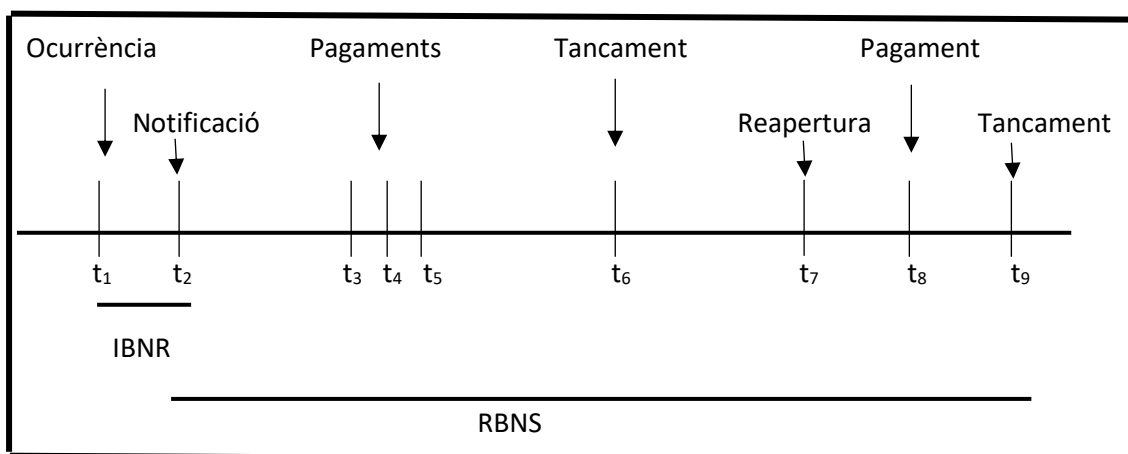 Ocurrència Pagaments Tancament Pagament
Notificació Reapertura Tancament
t₁ t₂ t₃ t₄ t₅ t₆ t₇ t₈ t₉
IBNR
RBNS